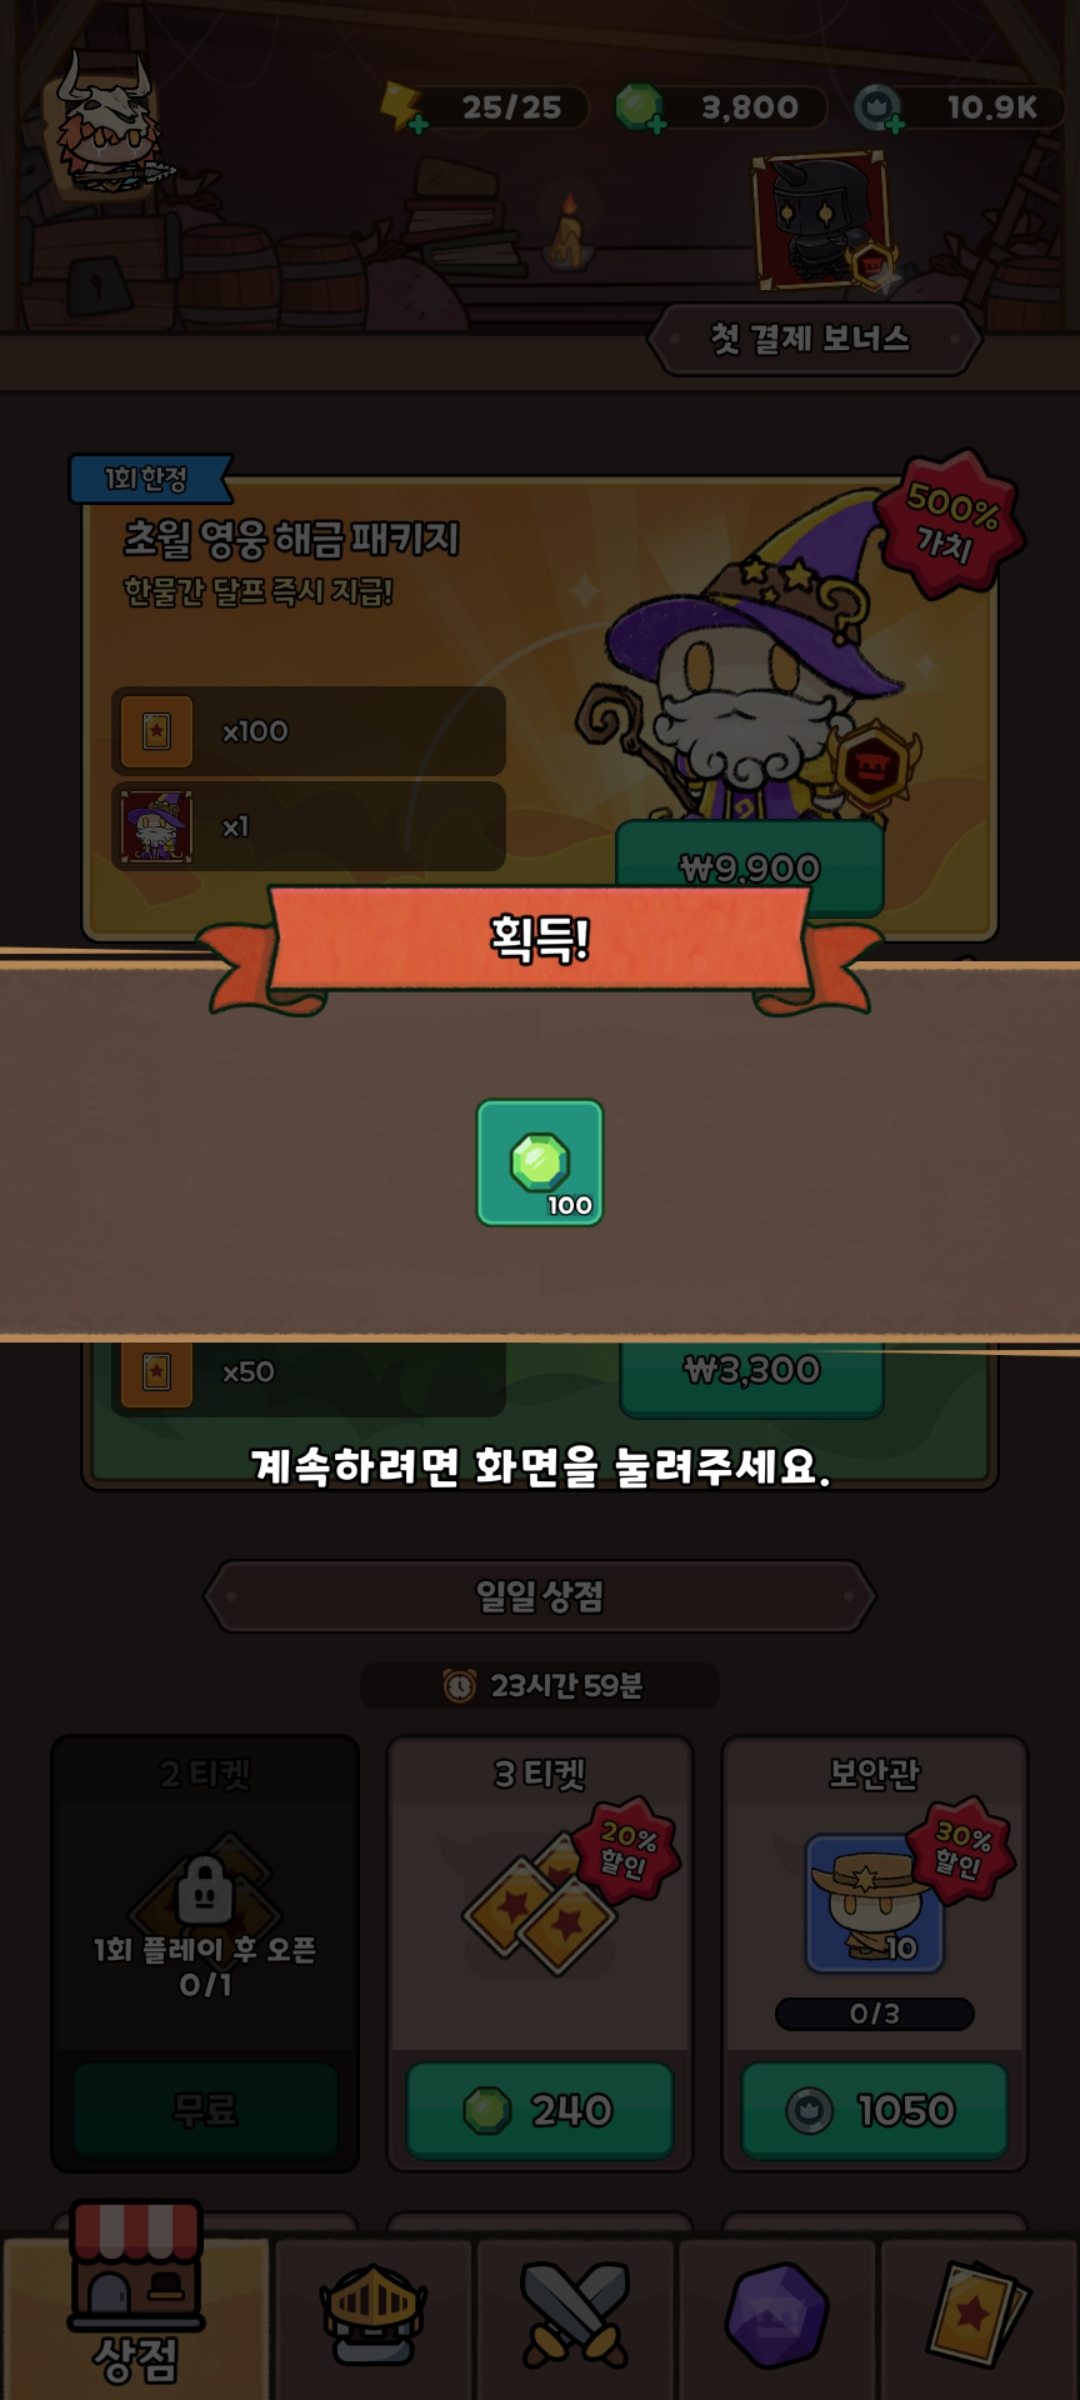 25/25
3,800
10.9K
첫 결제 보너스
1회 한정
500%
가치
초월 영웅 해금 패키지
한물간 달프 즉시 지급!
x100
x1
₩9,900
획득!
100
x50
₩3,300
계속하려면 화면을 눌러주세요.
일일 상점
23시간 59분
2 티켓
1회 플레이 후 오픈
0/1
무료
3 티켓
20%
할인
240
보안관
30%
할인
10
0/3
1050
상점